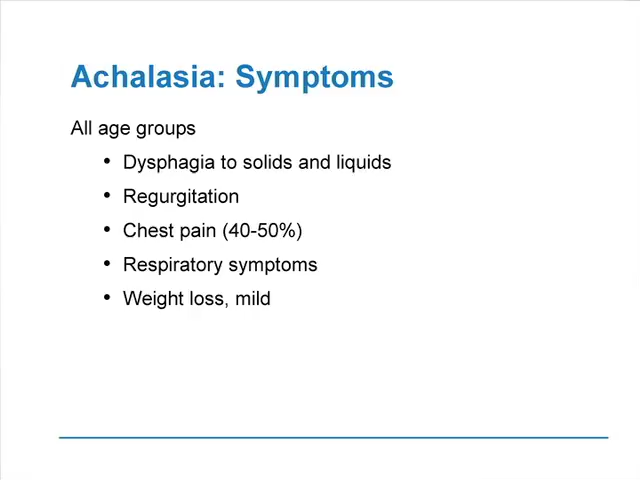 Achalasia: Symptoms
All age groups
• Dysphagia to solids and liquids
• Regurgitation
• Chest pain (40-50%)
• Respiratory symptoms
• Weight loss, mild